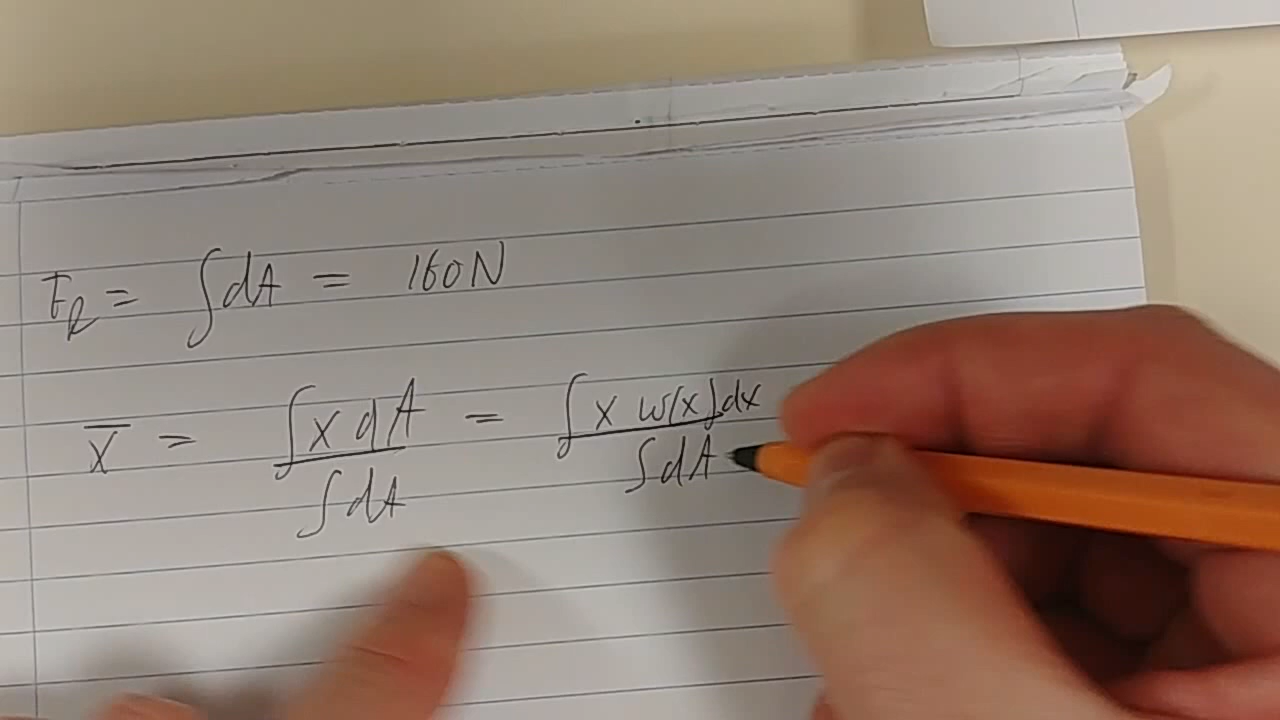 F_R = ∫dA = 160N
x̄ = ∫x dA / ∫dA = ∫x w(x)dx / ∫dA